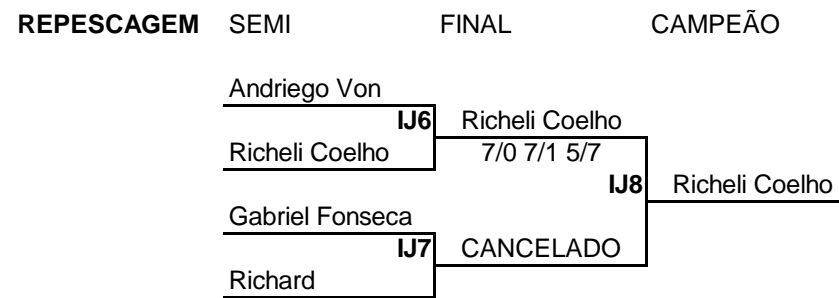 REPESCAGEM SEMI FINAL CAMPEÃO
Andriego Von
IJ6 Richeli Coelho
Richeli Coelho 7/0 7/1 5/7
IJ8 Richeli Coelho
Gabriel Fonseca
IJ7 CANCELADO
Richard